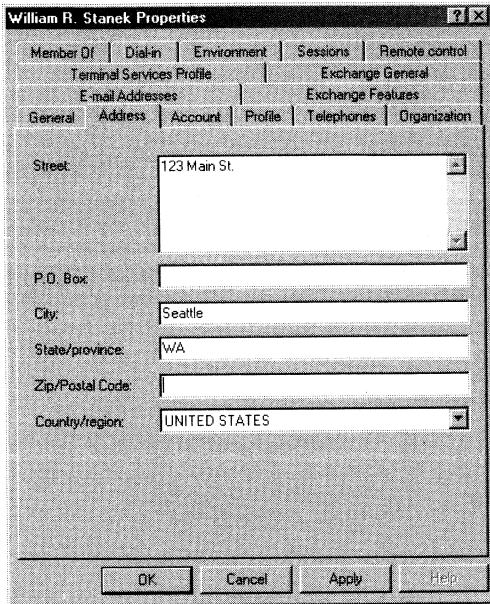 William R. Stanek Properties ? X
Member Of Dial-in Environment Sessions Remote control
Terminal Services Profile Exchange General
E-mail Addresses Exchange Features
General Address Account Profile Telephones Organization
Street: 123 Main St.
P.O. Box:
City: Seattle
State/province: WA
Zip/Postal Code:
Country/region: UNITED STATES
OK Cancel Apply Help